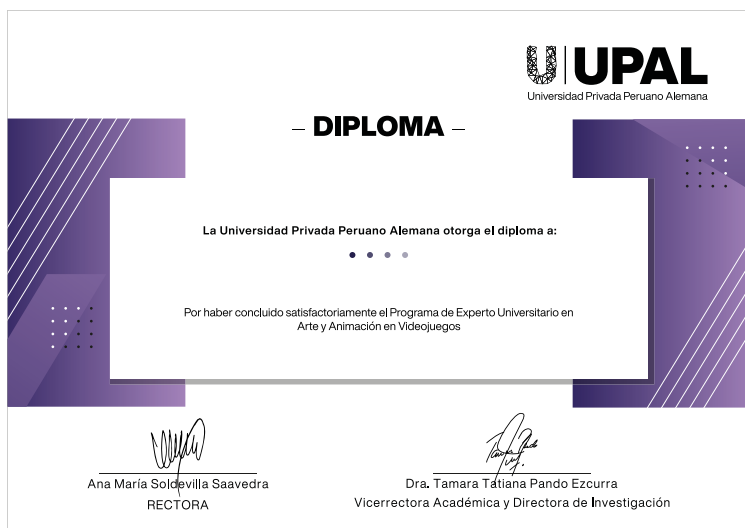 UPAL
Universidad Privada Peruano Alemana
– DIPLOMA –
La Universidad Privada Peruano Alemana otorga el diploma a:
Por haber concluido satisfactoriamente el Programa de Experto Universitario en
Arte y Animación en Videojuegos
Ana María Soldevilla Saavedra
RECTORA
Dra. Tamara Tatiana Pando Ezcurra
Vicerrectora Académica y Directora de Investigación